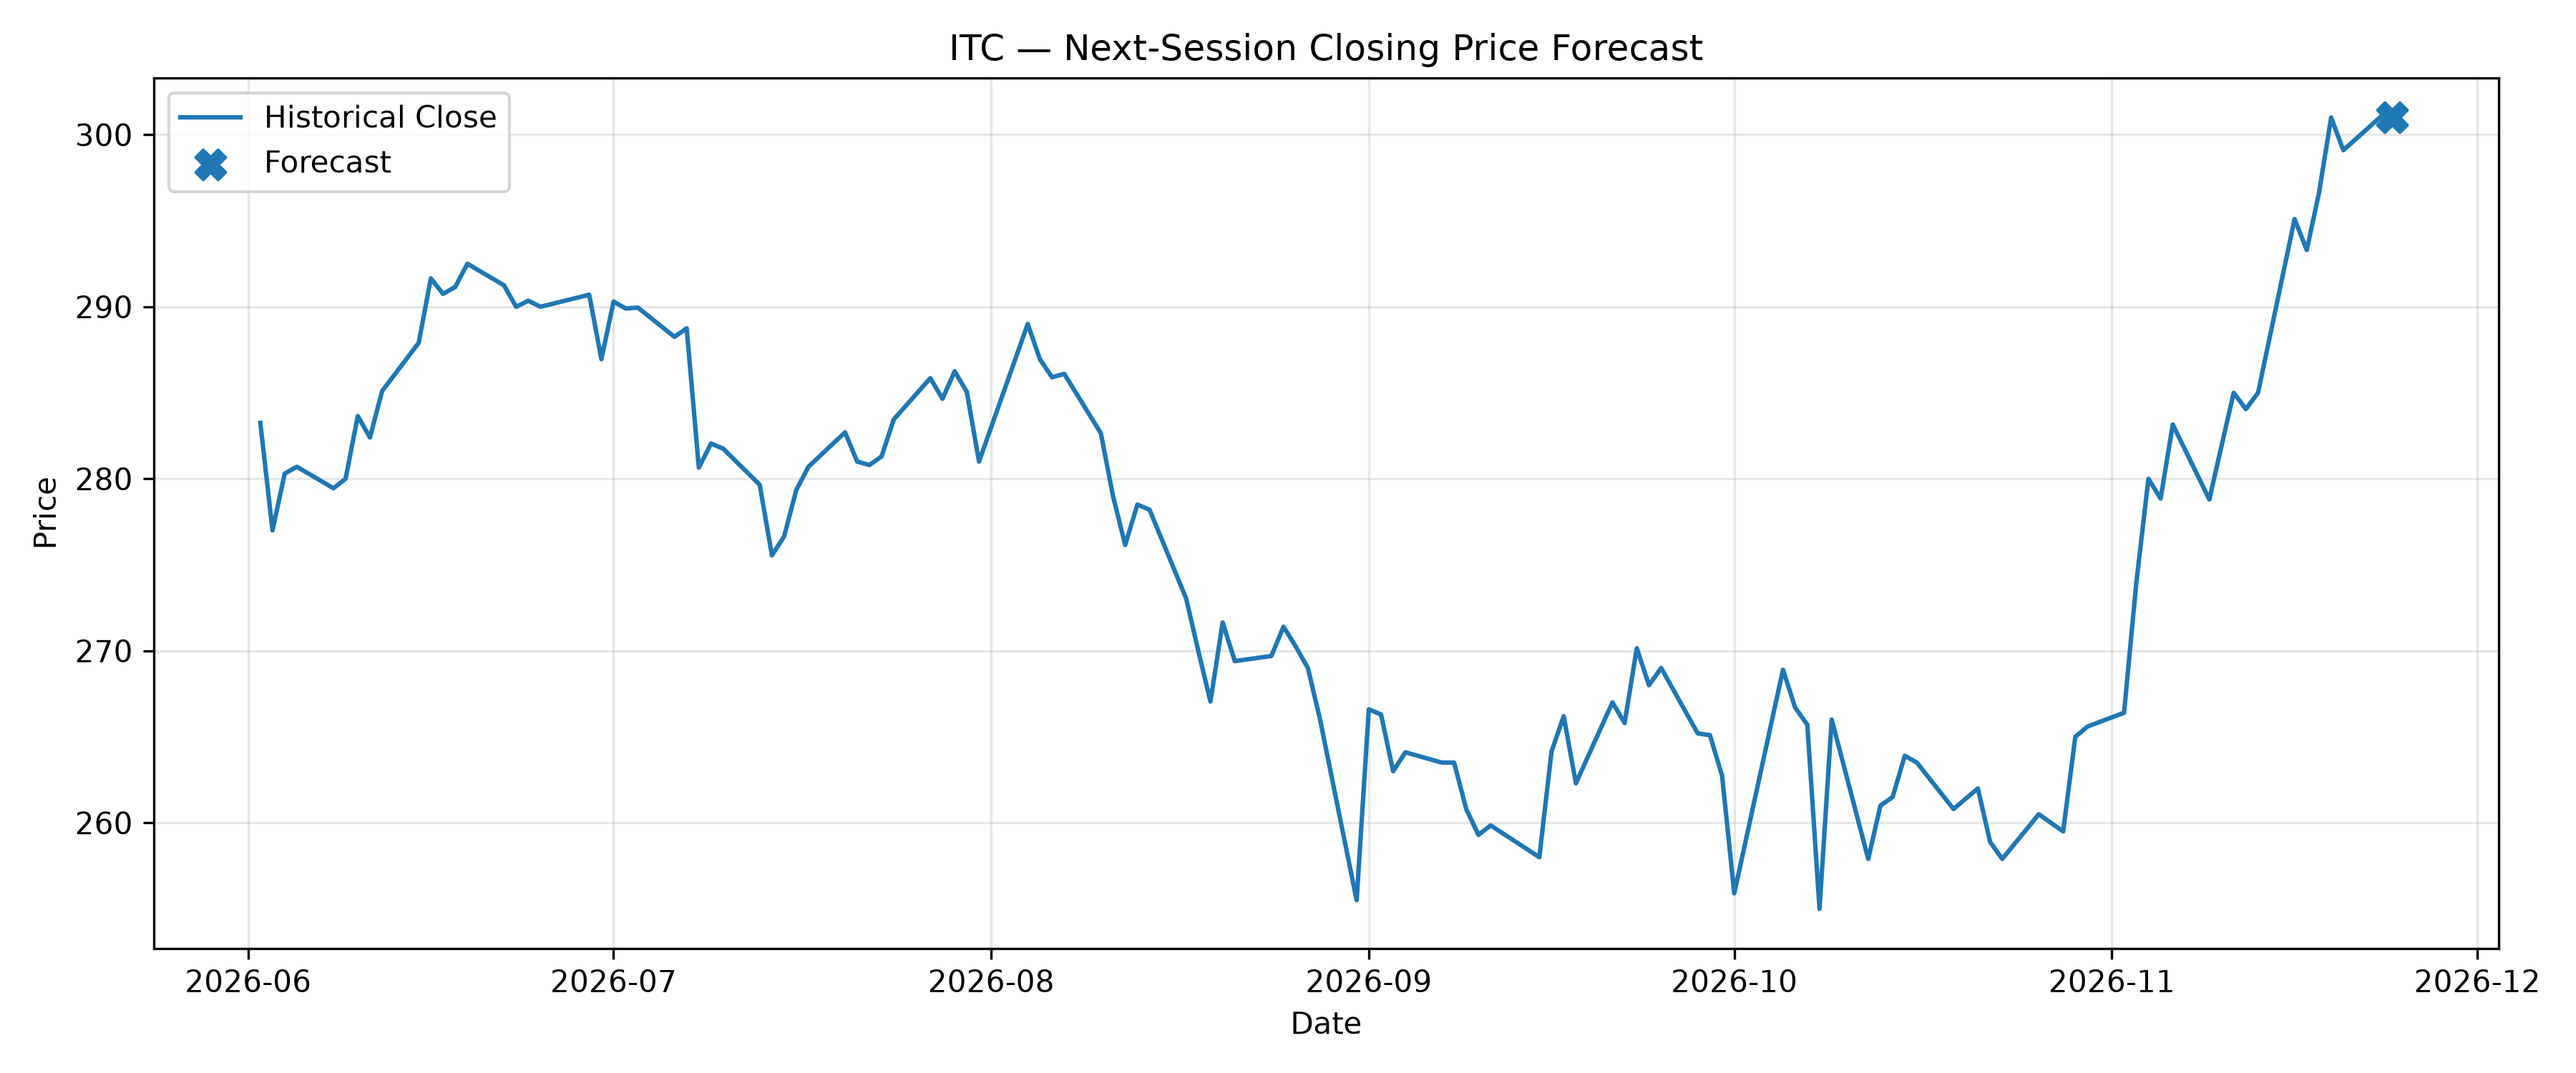 ITC — Next-Session Closing Price Forecast
Historical Close
Forecast
Price
300
290
280
270
260
2026-06
2026-07
2026-08
2026-09
2026-10
2026-11
2026-12
Date